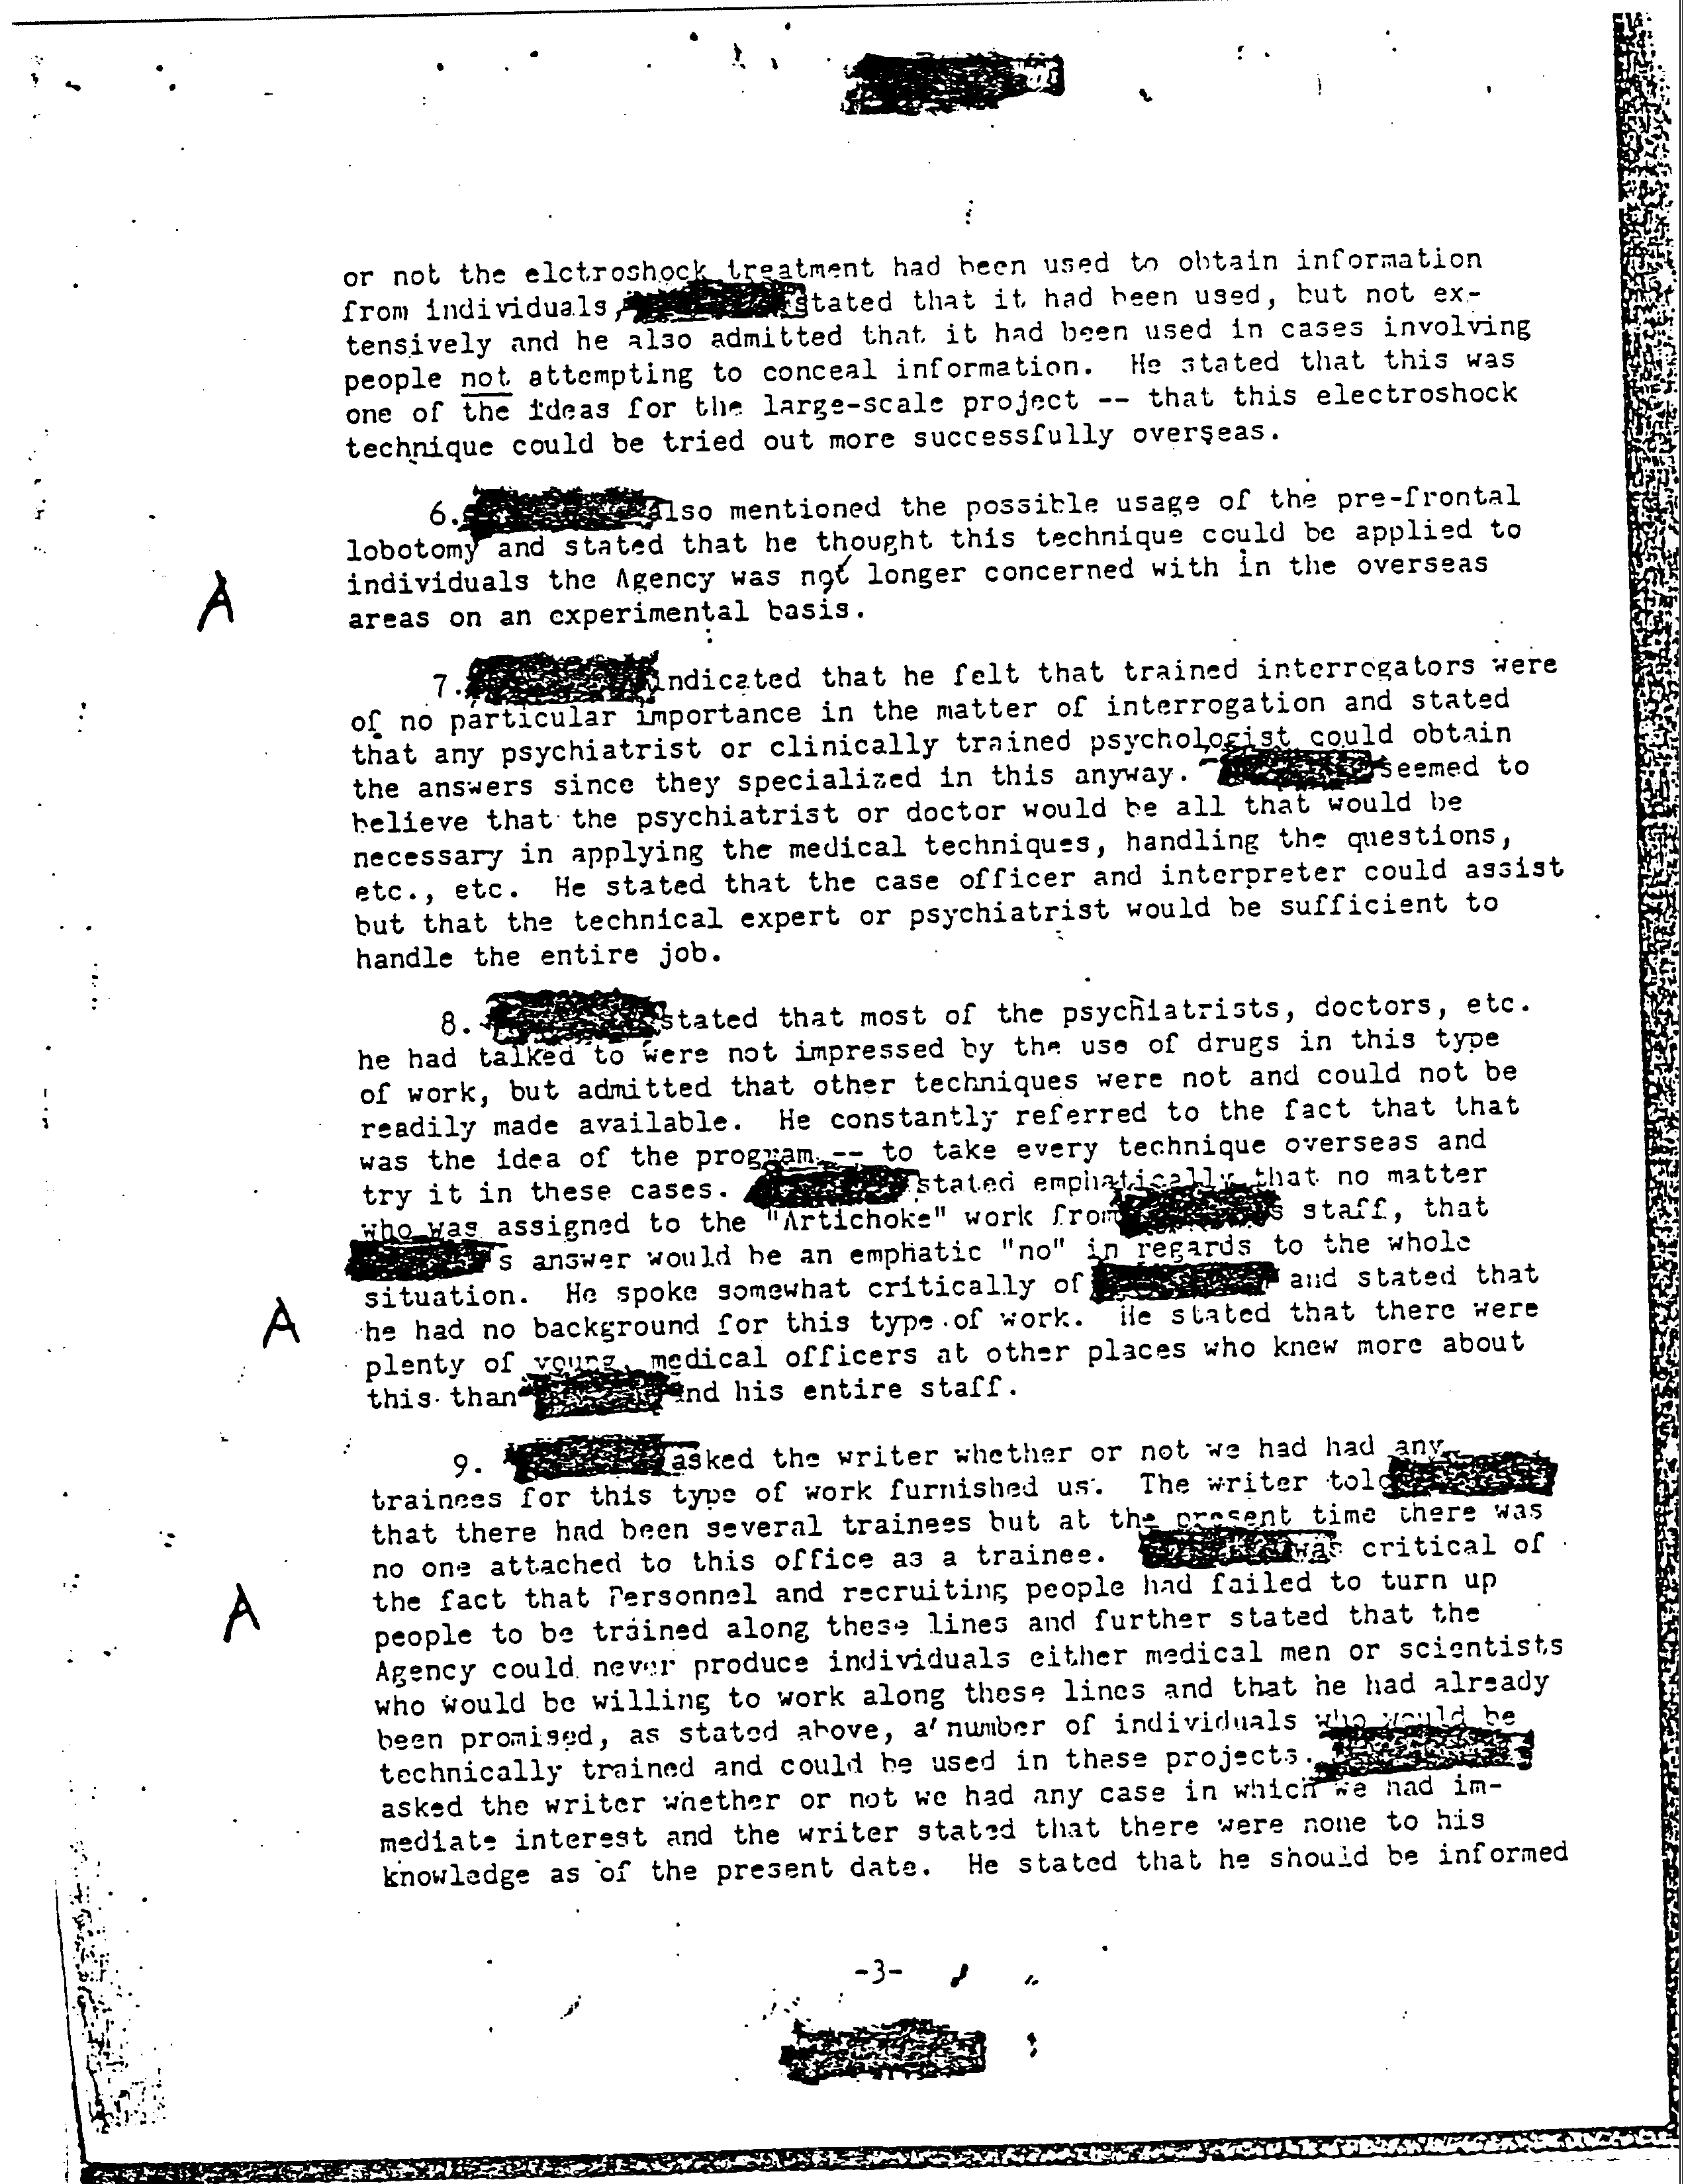 or not the elctroshock treatment had been used to obtain information
from individuals, stated that it had been used, but not ex-
tensively and he also admitted that it had been used in cases involving
people not attempting to conceal information. He stated that this was
one of the ideas for the large-scale project -- that this electroshock
technique could be tried out more successfully overseas.
6. also mentioned the possible usage of the pre-frontal
lobotomy and stated that he thought this technique could be applied to
individuals the Agency was not longer concerned with in the overseas
A
areas on an experimental basis.
7. indicated that he felt that trained interrogators were
of no particular importance in the matter of interrogation and stated
that any psychiatrist or clinically trained psychologist could obtain
the answers since they specialized in this anyway. seemed to
believe that the psychiatrist or doctor would be all that would be
necessary in applying the medical techniques, handling the questions,
etc., etc. He stated that the case officer and interpreter could assist
but that the technical expert or psychiatrist would be sufficient to
handle the entire job.
8. stated that most of the psychiatrists, doctors, etc.
he had talked to were not impressed by the use of drugs in this type
of work, but admitted that other techniques were not and could not be
readily made available. He constantly referred to the fact that that
was the idea of the program -- to take every technique overseas and
try it in these cases. stated emphatically that no matter
who was assigned to the "Artichoke" work from s staff, that
's answer would be an emphatic "no" in regards to the whole
situation. He spoke somewhat critically of and stated that
A
he had no background for this type of work. He stated that there were
plenty of young, medical officers at other places who knew more about
this than and his entire staff.
9. asked the writer whether or not we had had any
trainees for this type of work furnished us. The writer told
that there had been several trainees but at the present time there was
no one attached to this office as a trainee. was critical of
A
the fact that Personnel and recruiting people had failed to turn up
people to be trained along these lines and further stated that the
Agency could never produce individuals either medical men or scientists
who would be willing to work along these lines and that he had already
been promised, as stated above, a number of individuals who would be
technically trained and could be used in these projects.
asked the writer whether or not we had any case in which we had im-
mediate interest and the writer stated that there were none to his
knowledge as of the present date. He stated that he should be informed
-3-